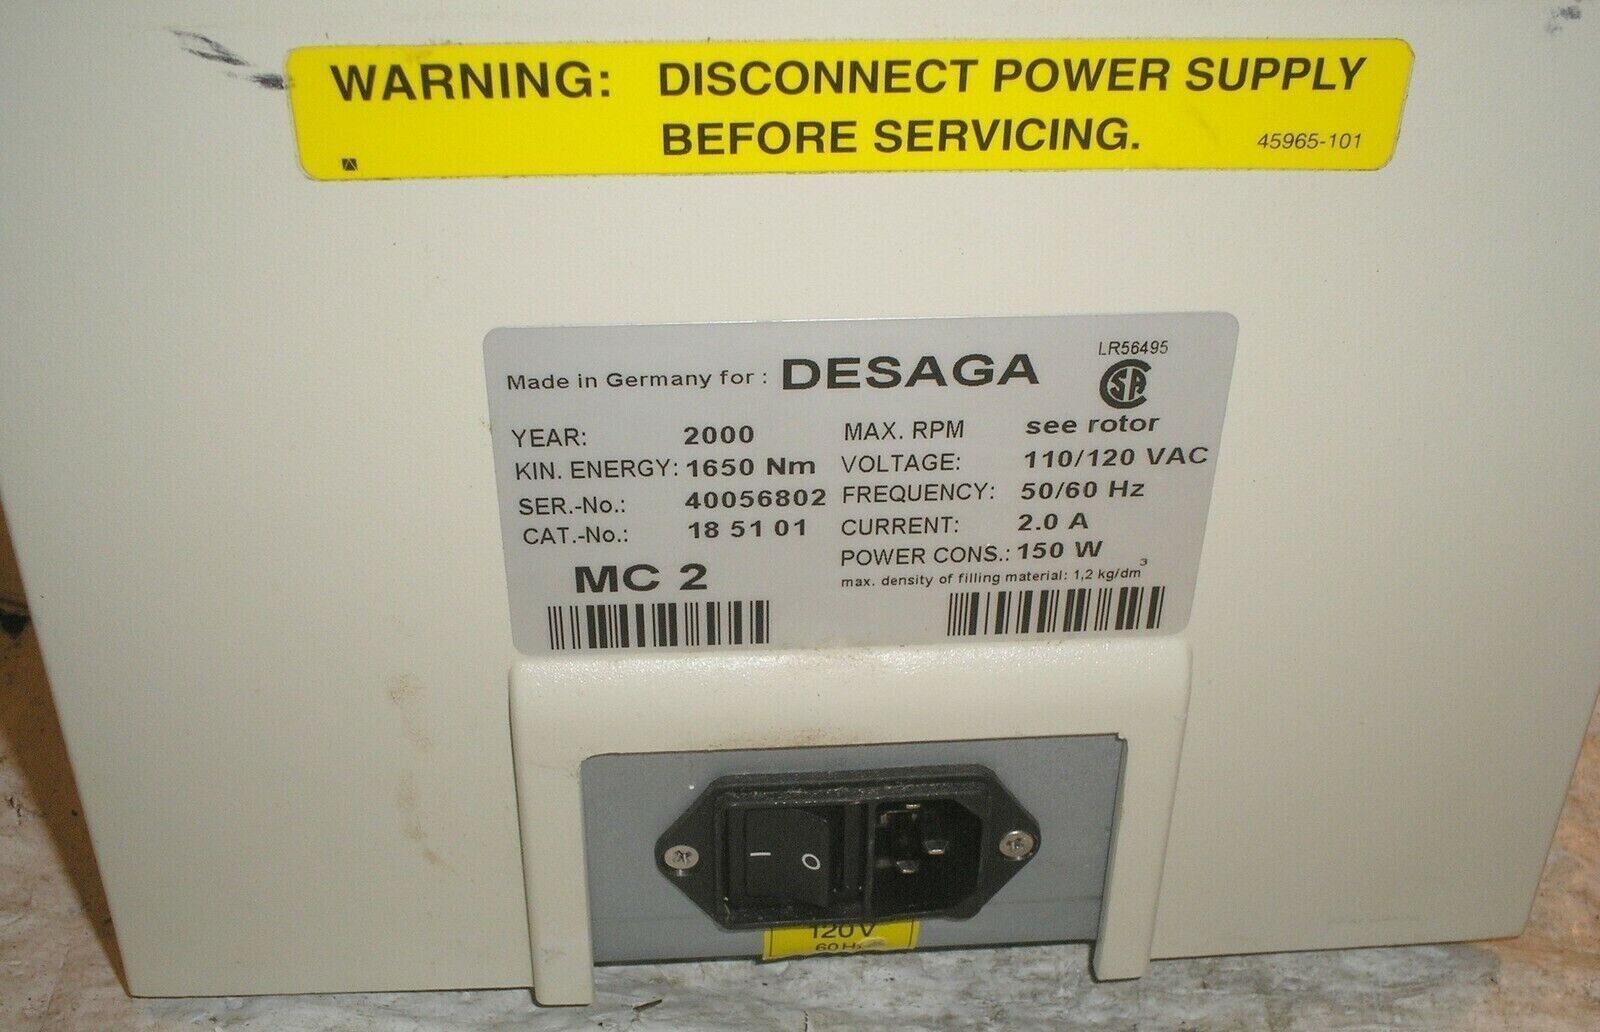 WARNING: DISCONNECT POWER SUPPLY
BEFORE SERVICING.
45965-101
Made in Germany for : DESAGA
LR56495
CSA
YEAR: 2000
KIN. ENERGY: 1650 Nm
SER.-No.: 40056802
CAT.-No.: 18 51 01
MC 2
MAX. RPM see rotor
VOLTAGE: 110/120 VAC
FREQUENCY: 50/60 Hz
CURRENT: 2.0 A
POWER CONS.: 150 W
max. density of filling material: 1,2 kg/dm³
I O
120V
60Hz